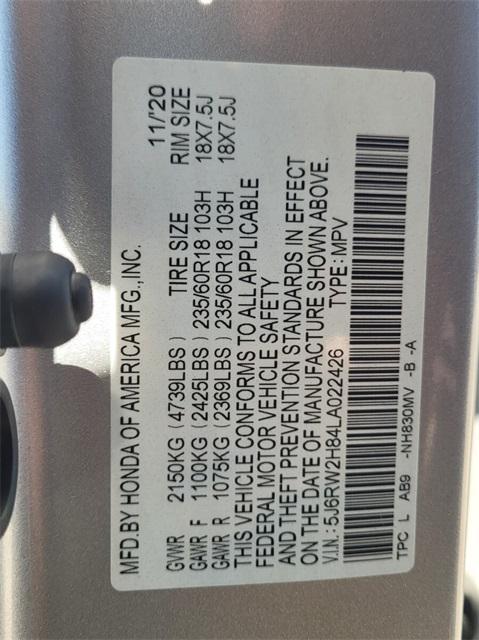 MFD.BY HONDA OF AMERICA MFG.,INC. 11/'20
GVWR 2150KG (4739LBS) TIRE SIZE RIM SIZE
GAWR F 1100KG (2425LBS) 235/60R18 103H 18X7.5J
GAWR R 1075KG (2369LBS) 235/60R18 103H 18X7.5J
THIS VEHICLE CONFORMS TO ALL APPLICABLE
FEDERAL MOTOR VEHICLE SAFETY
AND THEFT PREVENTION STANDARDS IN EFFECT
ON THE DATE OF MANUFACTURE SHOWN ABOVE.
V.I.N.: 5J6RW2H84LA022426 TYPE: MPV
TPC L AB9 -NH830MV -B -A